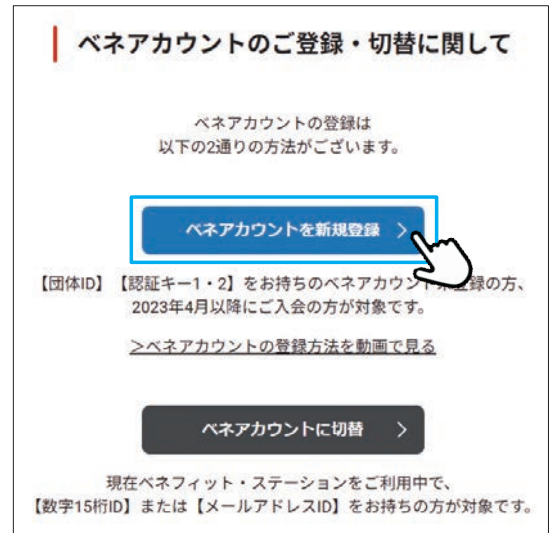 ベネアカウントのご登録・切替に関して
ベネアカウントの登録は
以下の2通りの方法がございます。
ベネアカウントを新規登録 >
【団体ID】【認証キー1・2】をお持ちのベネアカウント 登録の方、
2023年4月以降にご入会の方が対象です。
>ベネアカウントの登録方法を動画で見る
ベネアカウントに切替 >
現在ベネフィット・ステーションをご利用中で、
【数字15桁ID】または【メールアドレスID】をお持ちの方が対象です。